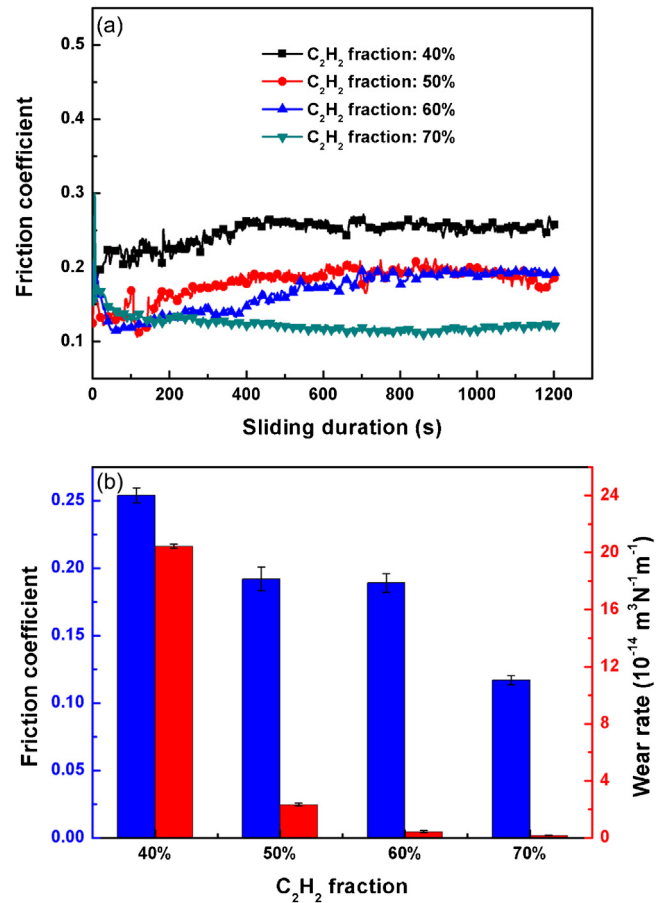 (a)
C₂H₂ fraction: 40%
C₂H₂ fraction: 50%
C₂H₂ fraction: 60%
C₂H₂ fraction: 70%
Friction coefficient
0.5
0.4
0.3
0.2
0.1
0 200 400 600 800 1000 1200
Sliding duration (s)
(b)
Friction coefficient
0.25
0.20
0.15
0.10
0.05
0.00
24
20
16
12
8
4
0
Wear rate (10⁻¹⁴ m³N⁻¹m⁻¹)
40% 50% 60% 70%
C₂H₂ fraction